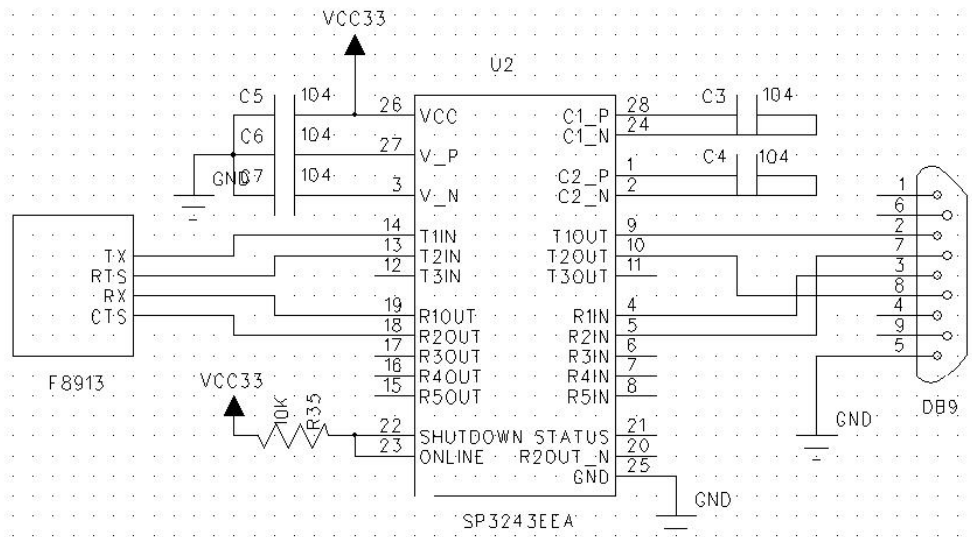 VCC33
U2
C5 104
C6 104
GND C7 104
26 VCC
27 V_P
3 V_N
14 T1IN
13 T2IN
12 T3IN
19 R1OUT
18 R2OUT
17 R3OUT
16 R4OUT
15 R5OUT
22 SHUTDOWN
23 ONLINE
C1_P 28
C1_N 24
C2_P 1
C2_N 2
T1OUT 9
T2OUT 10
T3OUT 11
R1IN 4
R2IN 5
R3IN 6
R4IN 7
R5IN 8
STATUS 21
R2OUT_N 20
GND 25
SP3243EEA
C3 104
C4 104
TX
RTS
RX
CTS
F8913
VCC33
10K
R35
1
6
2
7
3
8
4
9
5
DB9
GND
GND